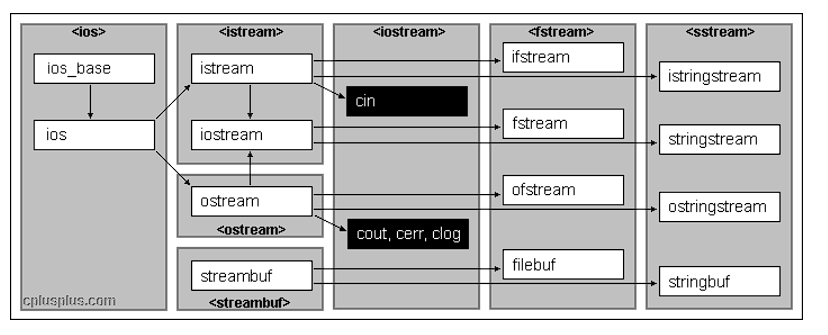 <ios>
ios_base
ios
cplusplus.com
<istream>
istream
iostream
ostream
<ostream>
streambuf
<streambuf>
<iostream>
cin
cout, cerr, clog
<fstream>
ifstream
fstream
ofstream
filebuf
<sstream>
istringstream
stringstream
ostringstream
stringbuf